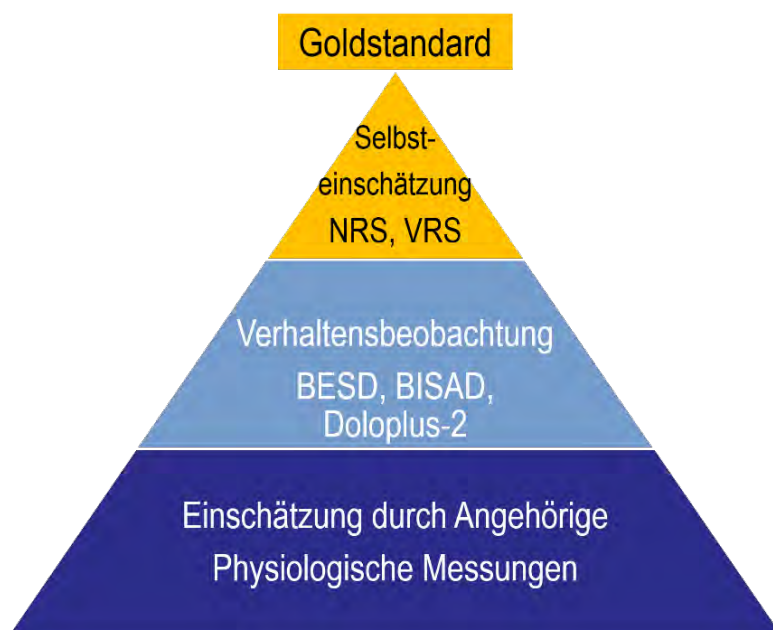 Goldstandard
Selbst-
einschätzung
NRS, VRS
Verhaltensbeobachtung
BESD, BISAD,
Doloplus-2
Einschätzung durch Angehörige
Physiologische Messungen